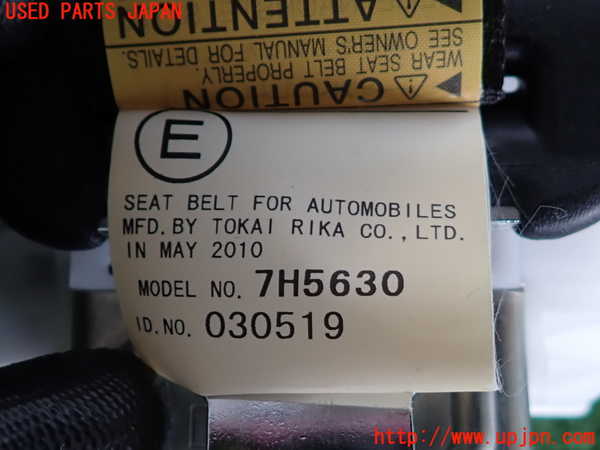 UPJ USED PARTS JAPAN
SEE OWNER'S MANUAL FOR DETAILS.
WEAR SEAT BELT PROPERLY.
CAUTION
E
SEAT BELT FOR AUTOMOBILES
MFD. BY TOKAI RIKA CO., LTD.
IN MAY 2010
MODEL NO. 7H5630
ID. NO. 030519
http://www.upjpn.com